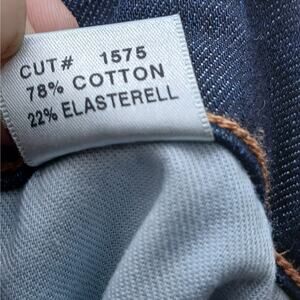 CUT# 1575
78% COTTON
22% ELASTERELL